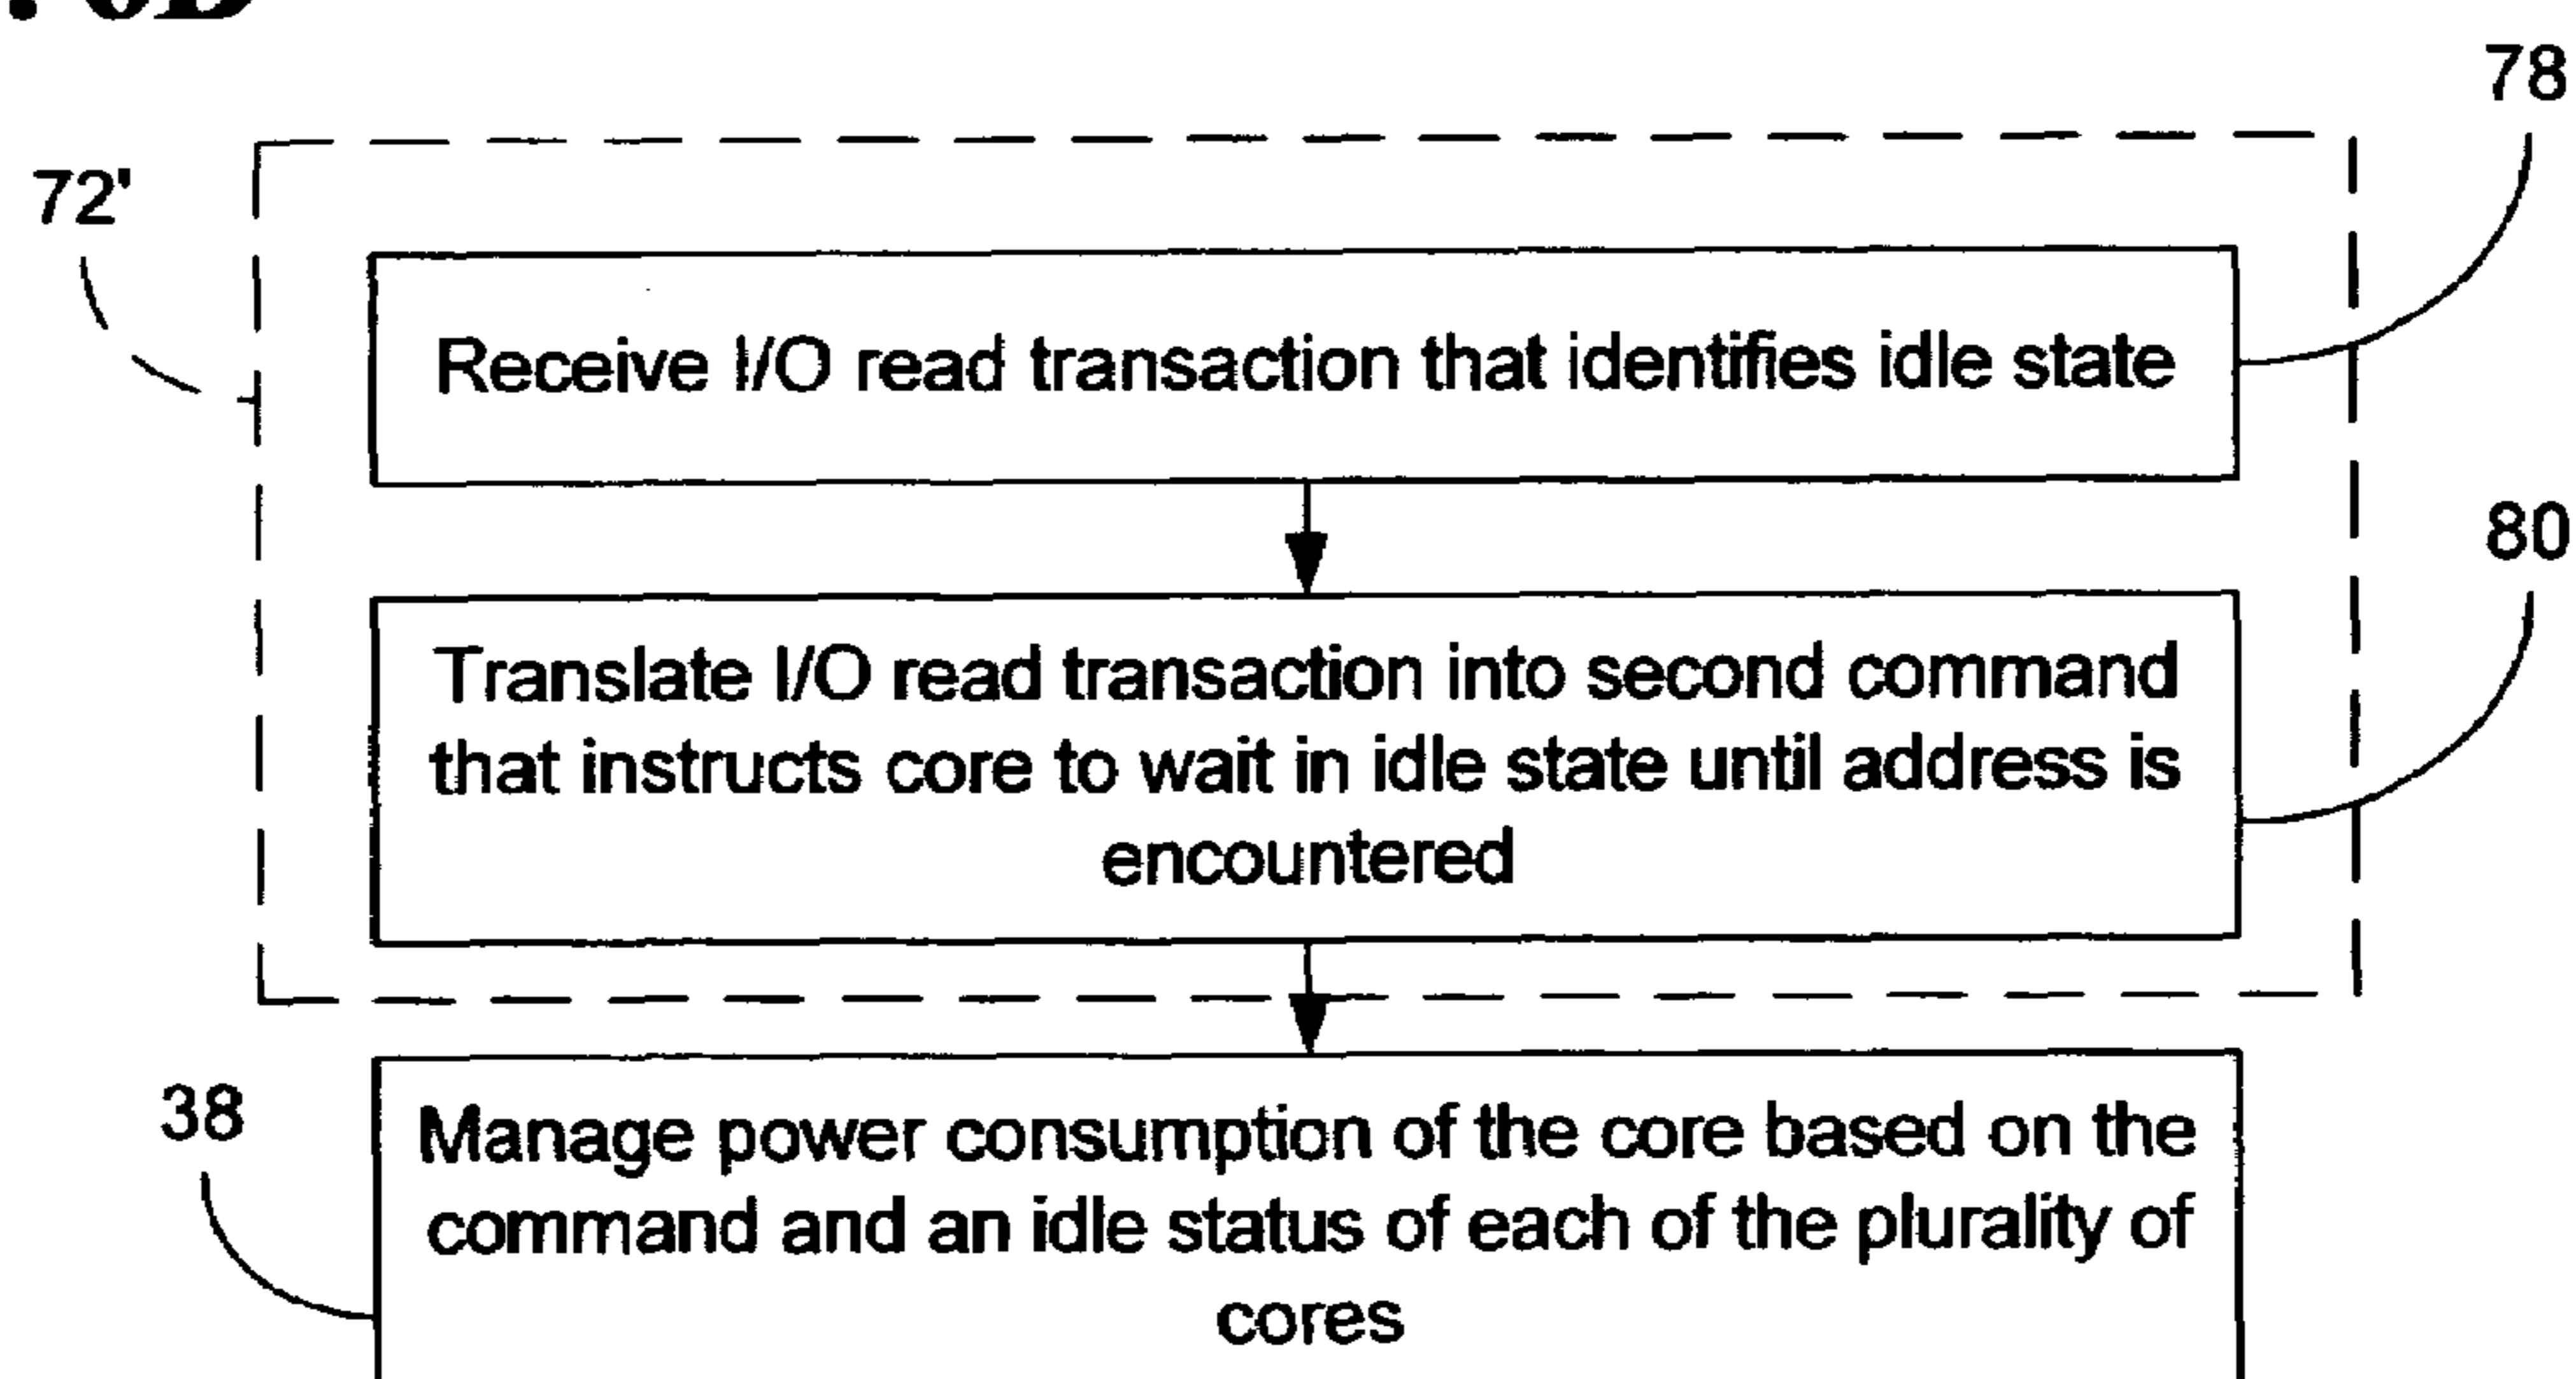 78
72'
Receive I/O read transaction that identifies idle state
80
Translate I/O read transaction into second command
that instructs core to wait in idle state until address is
encountered
38
Manage power consumption of the core based on the
command and an idle status of each of the plurality of
cores